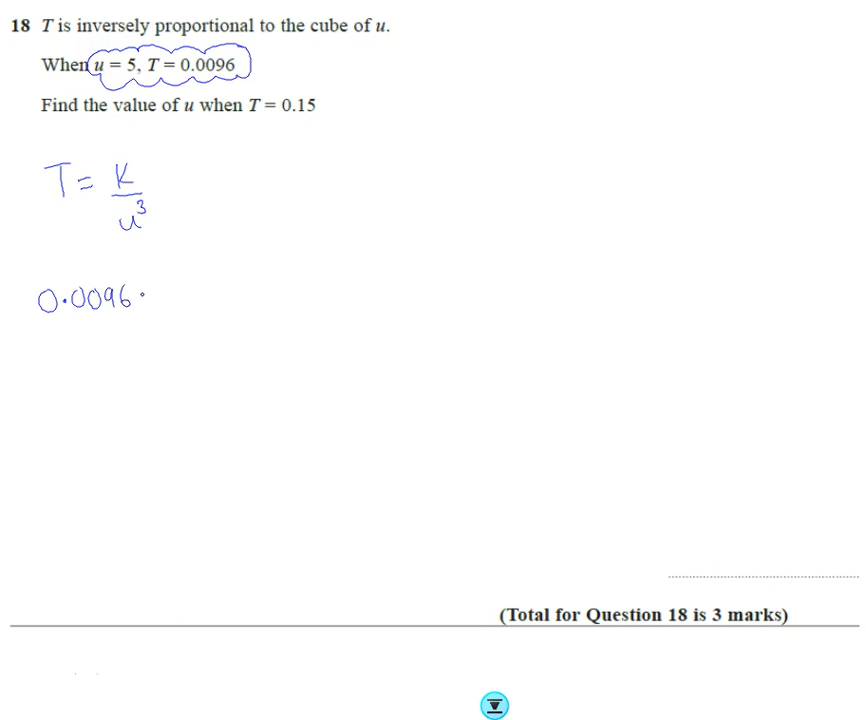 18 T is inversely proportional to the cube of u.
When u = 5, T = 0.0096
Find the value of u when T = 0.15
T = K
u³
0.0096
(Total for Question 18 is 3 marks)